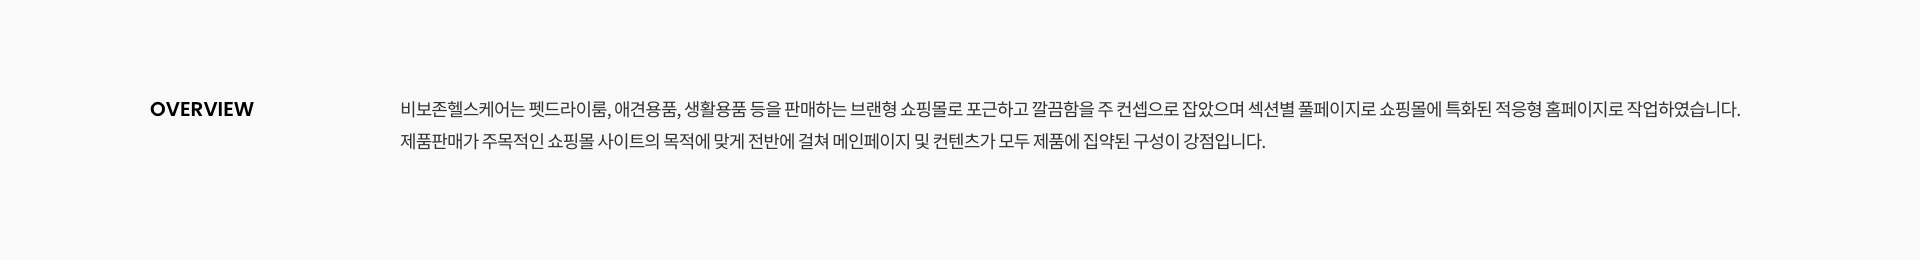 OVERVIEW
비보존헬스케어는 펫드라이룸, 애견용품, 생활용품 등을 판매하는 브랜형 쇼핑몰로 포근하고 깔끔함을 주 컨셉으로 잡았으며 섹션별 풀페이지로 쇼핑몰에 특화된 적응형 홈페이지로 작업하였습니다.
제품판매가 주목적인 쇼핑몰 사이트의 목적에 맞게 전반에 걸쳐 메인페이지 및 컨텐츠가 모두 제품에 집약된 구성이 강점입니다.